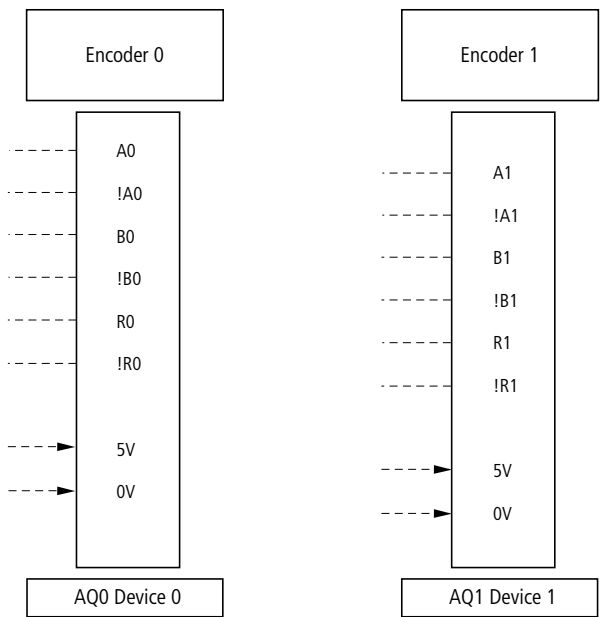 Encoder 0
A0
!A0
B0
!B0
R0
!R0
5V
0V
AQ0 Device 0
Encoder 1
A1
!A1
B1
!B1
R1
!R1
5V
0V
AQ1 Device 1